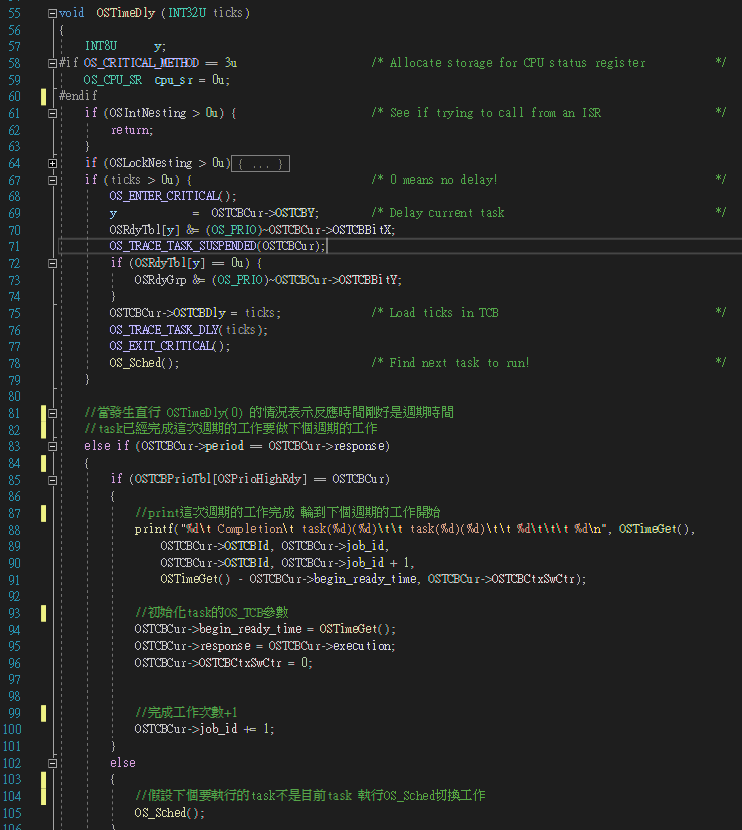 55 void OSTimeDly (INT32U ticks)
56 {
57 INT8U y;
58 #if OS_CRITICAL_METHOD == 3u /* Allocate storage for CPU status register */
59 OS_CPU_SR cpu_sr = 0u;
60 #endif
61 if (OSIntNesting > 0u) { /* See if trying to call from an ISR */
62 return;
63 }
64 if (OSLockNesting > 0u) { ... }
67 if (ticks > 0u) { /* 0 means no delay! */
68 OS_ENTER_CRITICAL();
69 y = OSTCBCur->OSTCBY; /* Delay current task */
70 OSRdyTbl[y] &= (OS_PRIO)~OSTCBCur->OSTCBBitX;
71 OS_TRACE_TASK_SUSPENDED(OSTCBCur);
72 if (OSRdyTbl[y] == 0u) {
73 OSRdyGrp &= (OS_PRIO)~OSTCBCur->OSTCBBitY;
74 }
75 OSTCBCur->OSTCBDly = ticks; /* Load ticks in TCB */
76 OS_TRACE_TASK_DLY(ticks);
77 OS_EXIT_CRITICAL();
78 OS_Sched(); /* Find next task to run! */
79 }
80
81 //當發生直行 OSTimeDly(0) 的情況表示反應時間剛好是週期時間
82 //task已經完成這次週期的工作要做下個週期的工作
83 else if (OSTCBCur->period == OSTCBCur->response)
84 {
85 if (OSTCBPrioTbl[OSPrioHighRdy] == OSTCBCur)
86 {
87 //print這次週期的工作完成 輪到下個週期的工作開始
88 printf("%d\t Completion\t task(%d)(%d)\t\t task(%d)(%d)\t\t %d\t\t\t %d\n", OSTimeGet(),
89 OSTCBCur->OSTCBId, OSTCBCur->job_id,
90 OSTCBCur->OSTCBId, OSTCBCur->job_id + 1,
91 OSTimeGet() - OSTCBCur->begin_ready_time, OSTCBCur->OSTCBCtxSwCtr);
92
93 //初始化task的OS_TCB參數
94 OSTCBCur->begin_ready_time = OSTimeGet();
95 OSTCBCur->response = OSTCBCur->execution;
96 OSTCBCur->OSTCBCtxSwCtr = 0;
97
98
99 //完成工作次數+1
100 OSTCBCur->job_id += 1;
101 }
102 else
103 {
104 //假設下個要執行的task不是目前task 執行OS_Sched切換工作
105 OS_Sched();